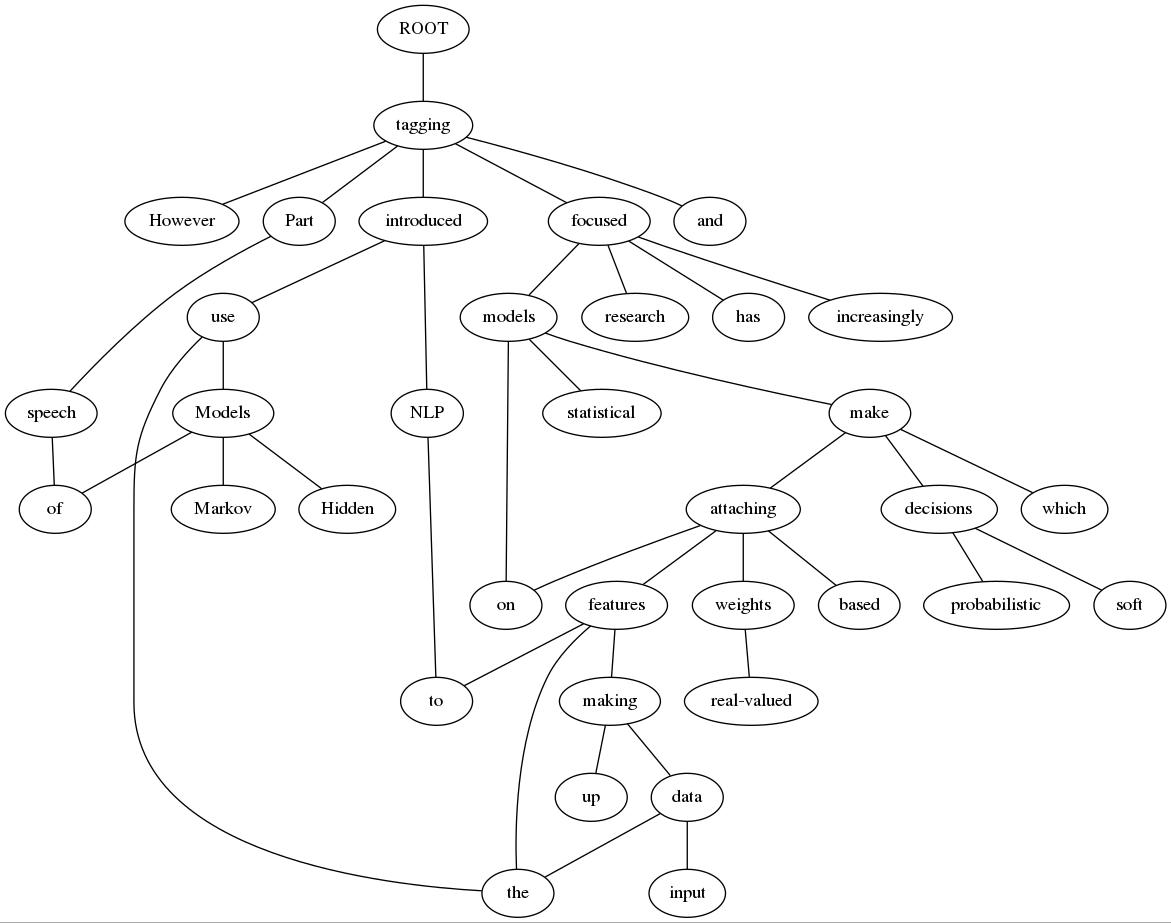 ROOT
tagging
However Part introduced focused and
use models research has increasingly
speech Models NLP statistical make
of Markov Hidden attaching decisions which
on features weights based probabilistic soft
to making real-valued
up data
the input